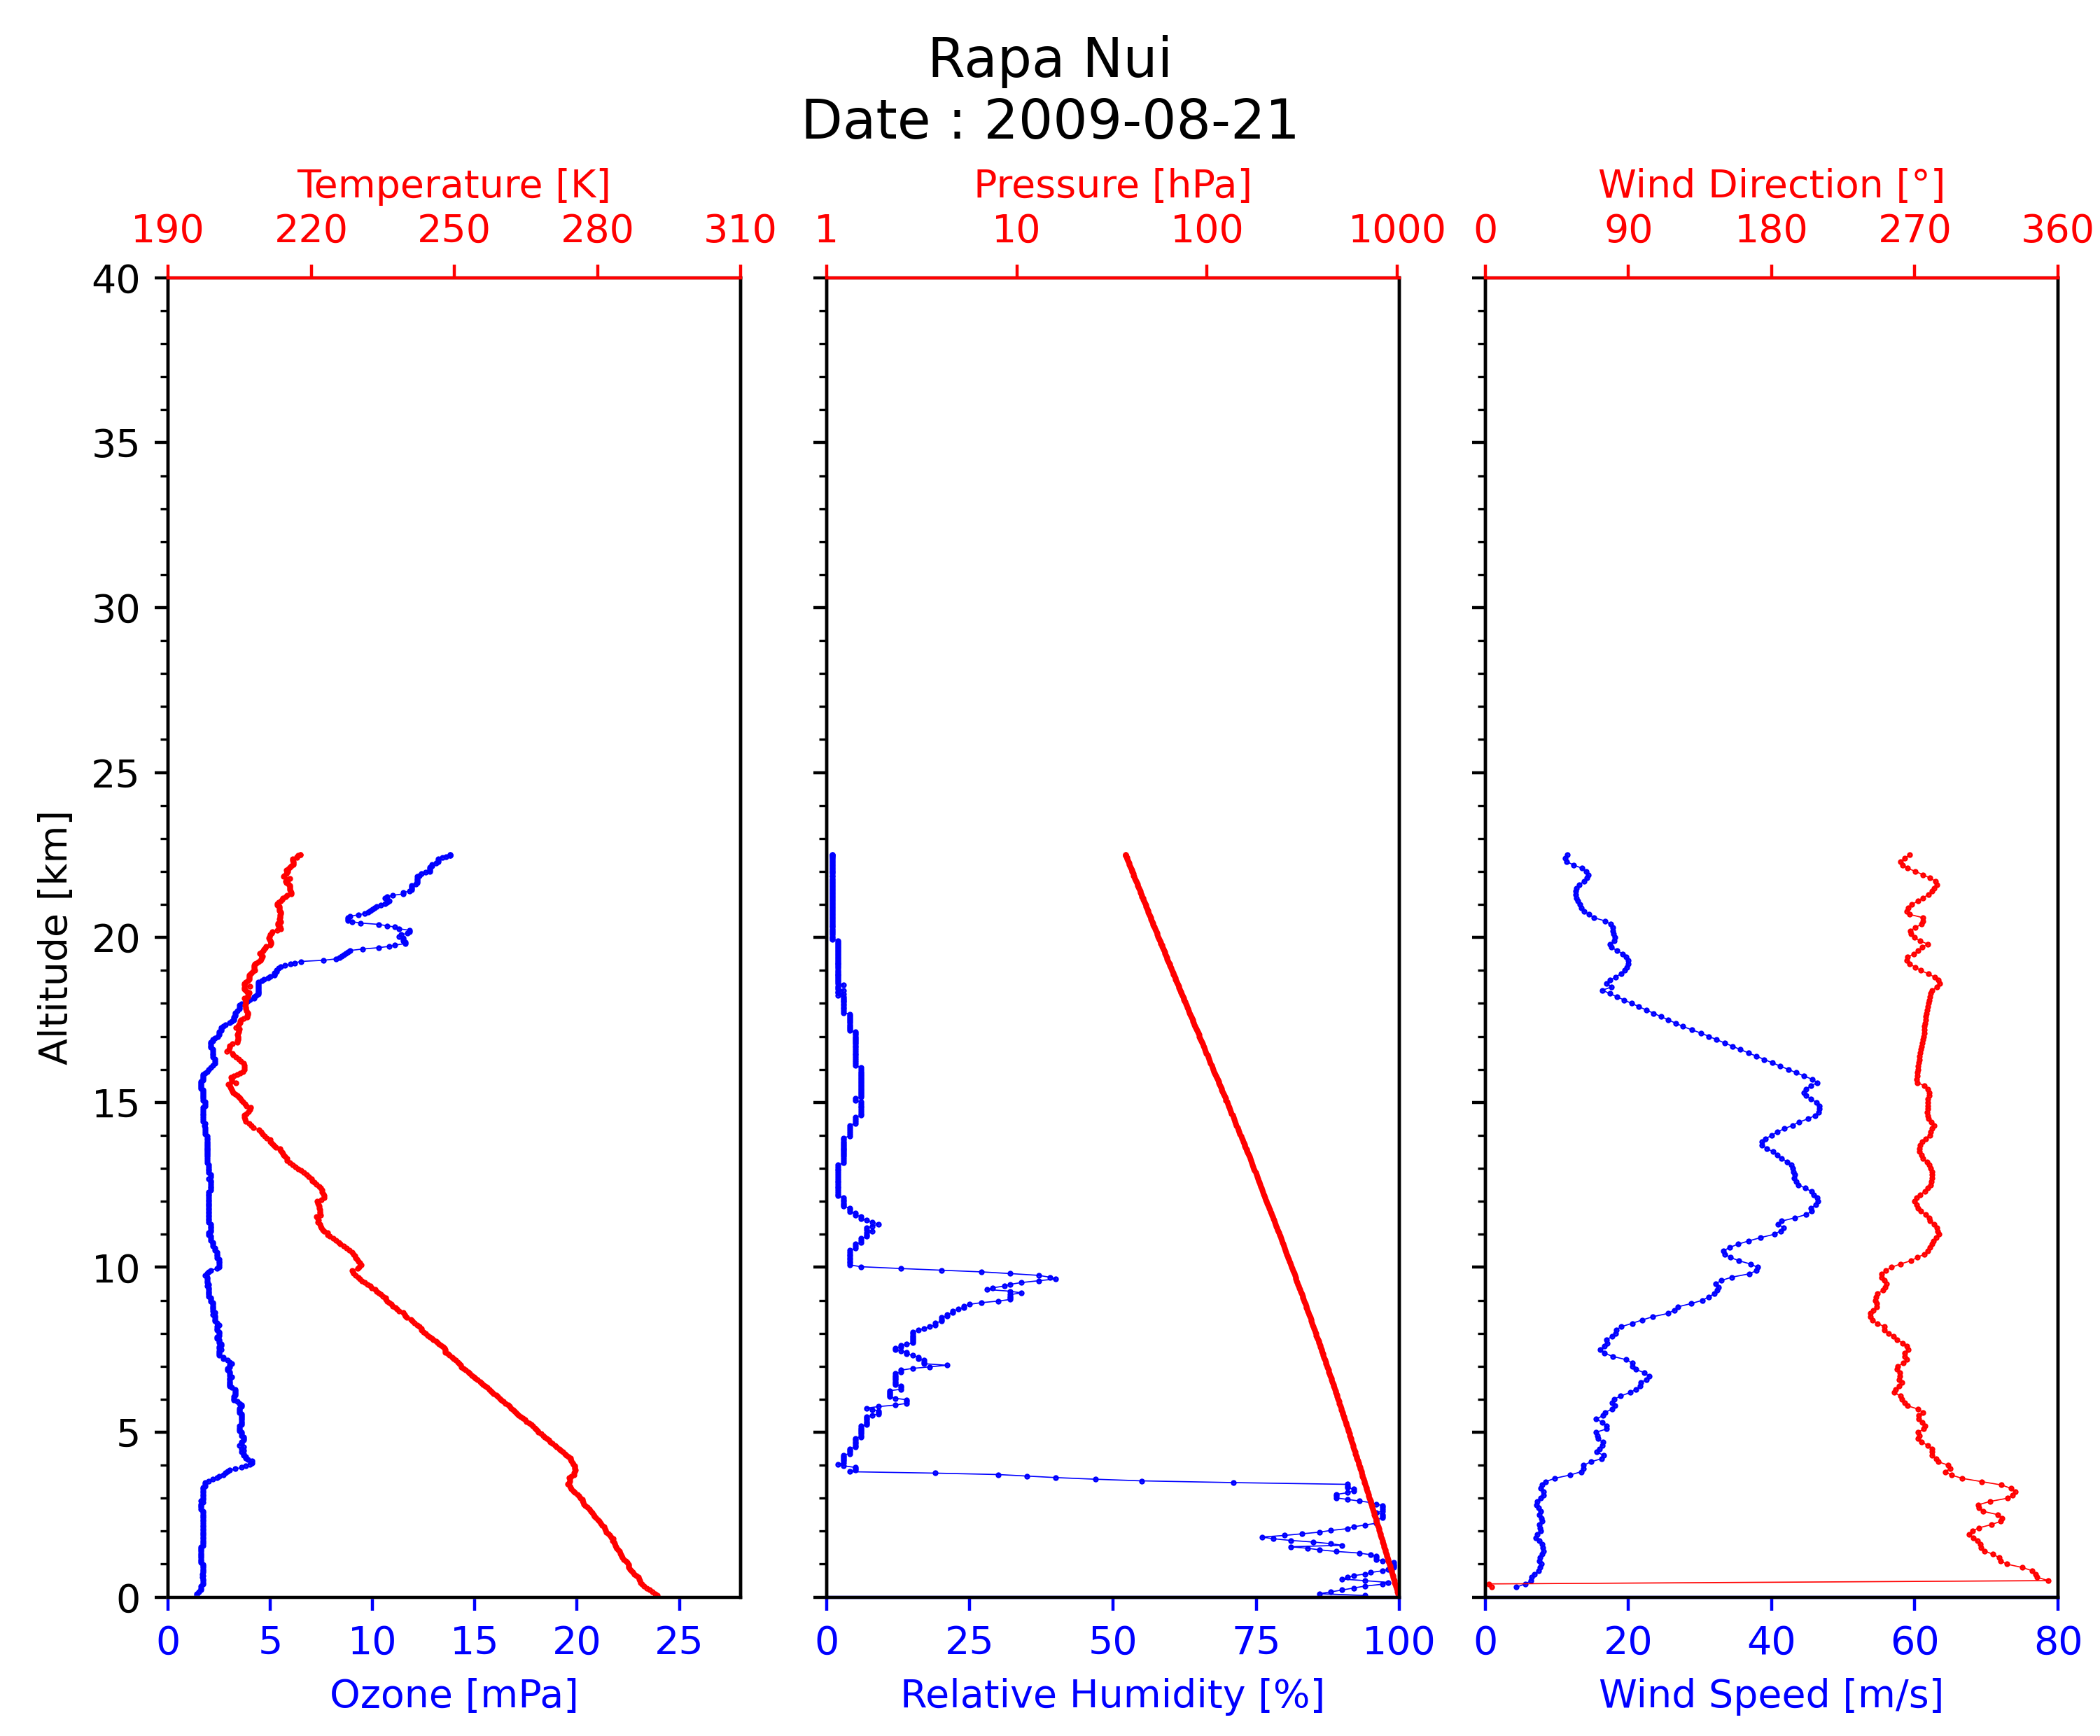 Rapa Nui
Date : 2009-08-21
Temperature [K]
190 220 250 280 310
Pressure [hPa]
1 10 100 1000
Wind Direction [°]
0 90 180 270 360
Altitude [km]
40
35
30
25
20
15
10
5
0
0 5 10 15 20 25
Ozone [mPa]
0 25 50 75 100
Relative Humidity [%]
0 20 40 60 80
Wind Speed [m/s]